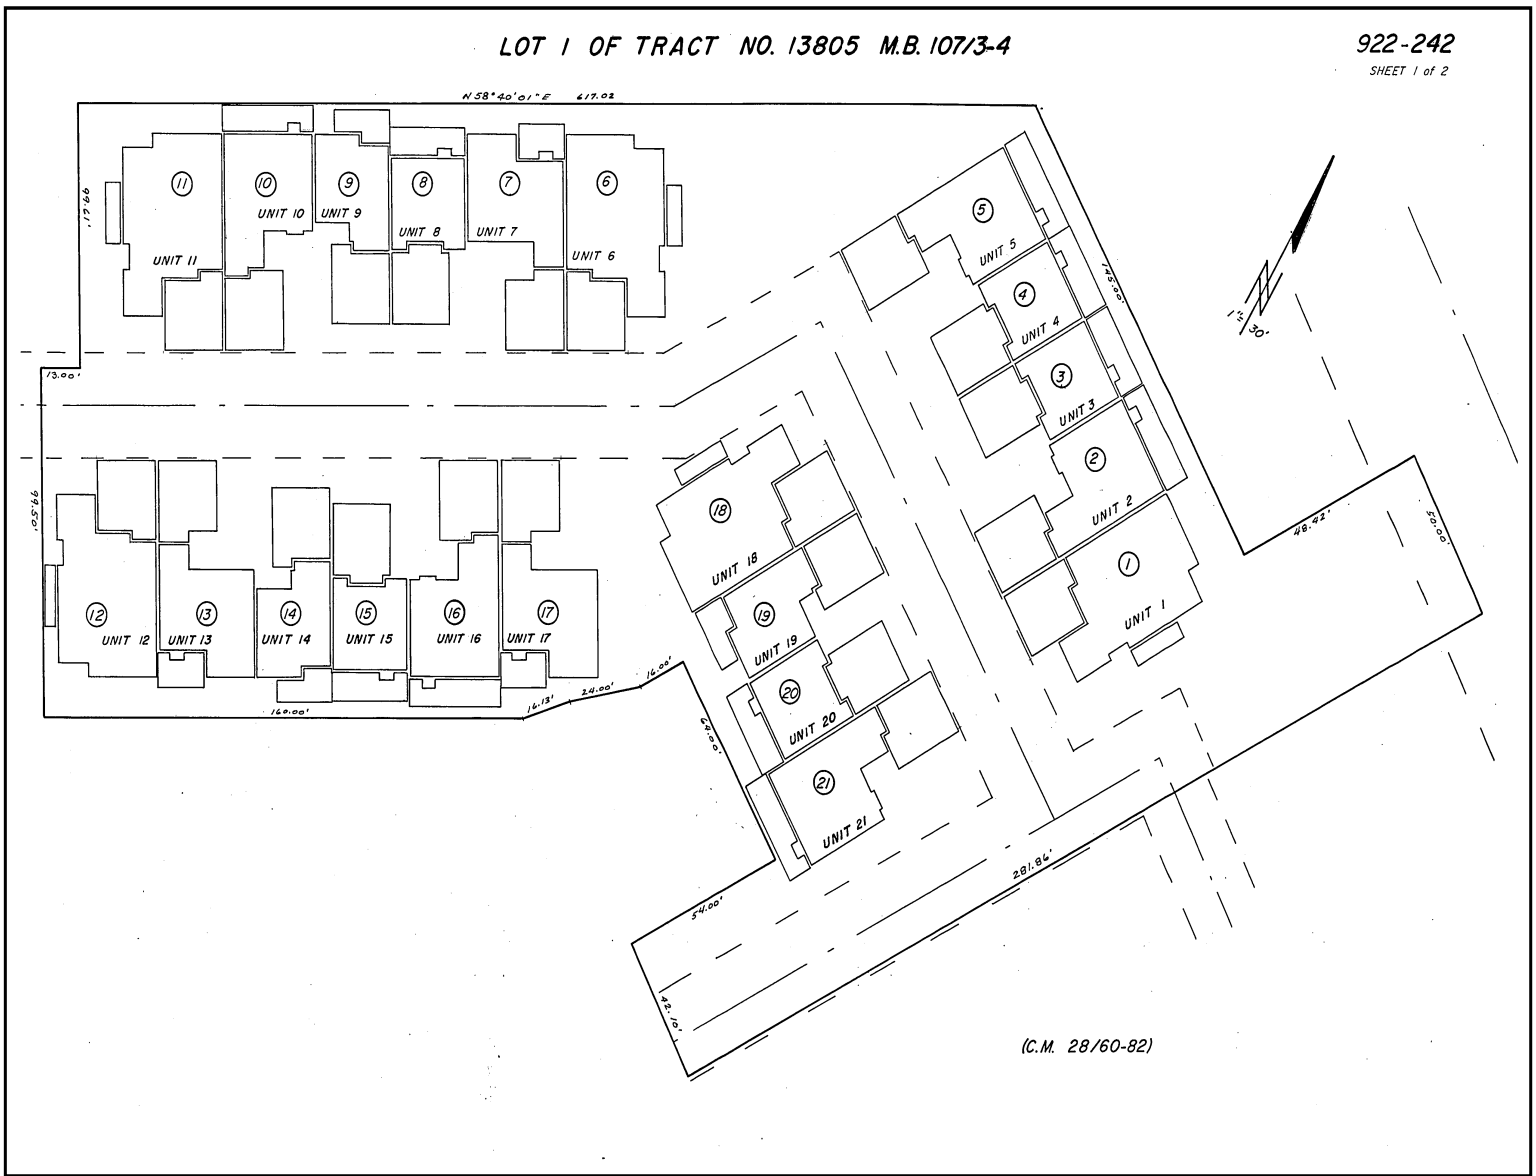 LOT 1 OF TRACT NO. 13805 M.B. 107/3-4
922-242
SHEET 1 of 2
N 58° 40' 01" E 617.02
99.17'
11
10
9
8
7
6
UNIT 11
UNIT 10
UNIT 9
UNIT 8
UNIT 7
UNIT 6
5
UNIT 5
4
UNIT 4
3
UNIT 3
2
UNIT 2
1
UNIT 1
145.00'
1"= 30'
N
13.00'
99.50'
48.42'
50.00'
12
UNIT 12
13
UNIT 13
14
UNIT 14
15
UNIT 15
16
UNIT 16
17
UNIT 17
18
UNIT 18
19
UNIT 19
20
UNIT 20
21
UNIT 21
160.00'
16.13'
24.00'
16.00'
64.00'
54.00'
42.10'
281.86'
(C.M. 28/60-82)